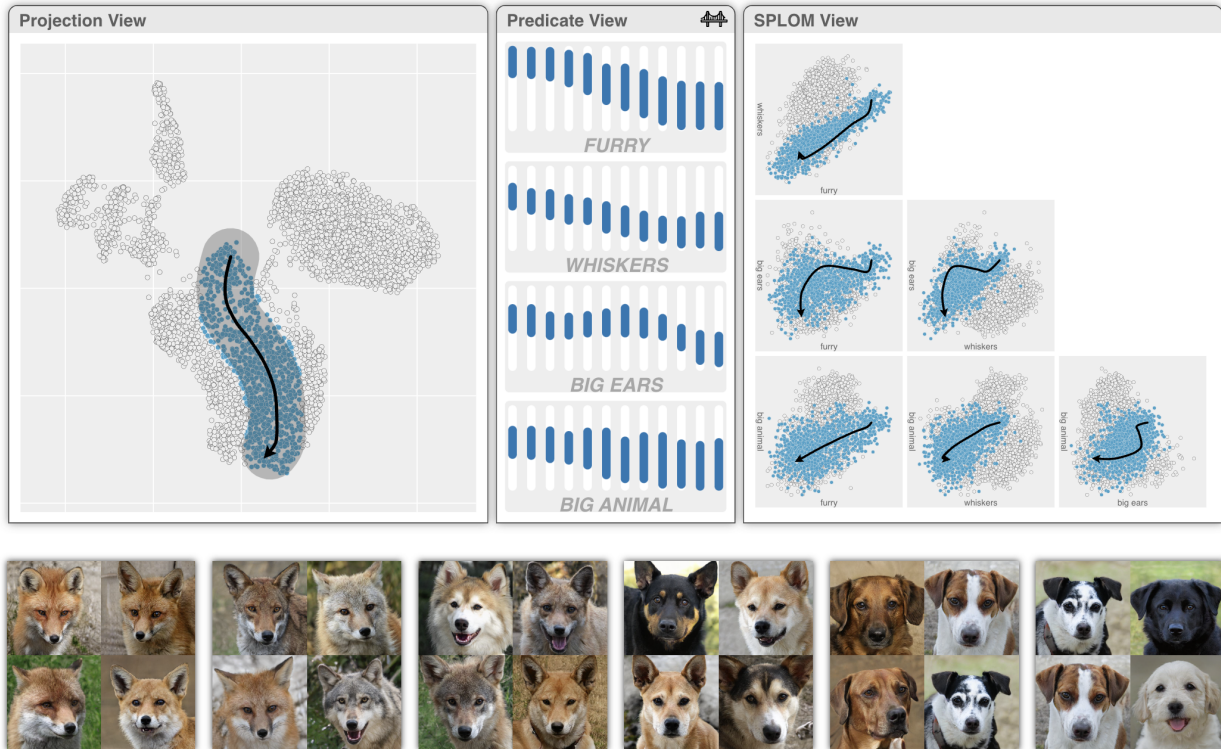 Projection View
Predicate View
FURRY
WHISKERS
BIG EARS
BIG ANIMAL
SPLOM View
whiskers
furry
big ears
furry
big ears
whiskers
big animal
furry
big animal
whiskers
big animal
big ears